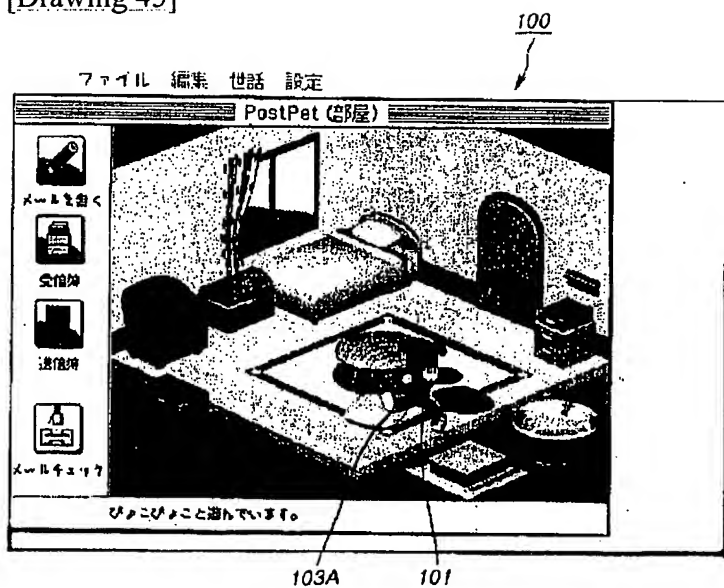 [Drawing 45]
100
ファイル 編集 世話 設定
PostPet (部屋)
メールを書く
受信簿
送信簿
メールチェック
ぴょこぴょこと遊んでいます。
103A 101